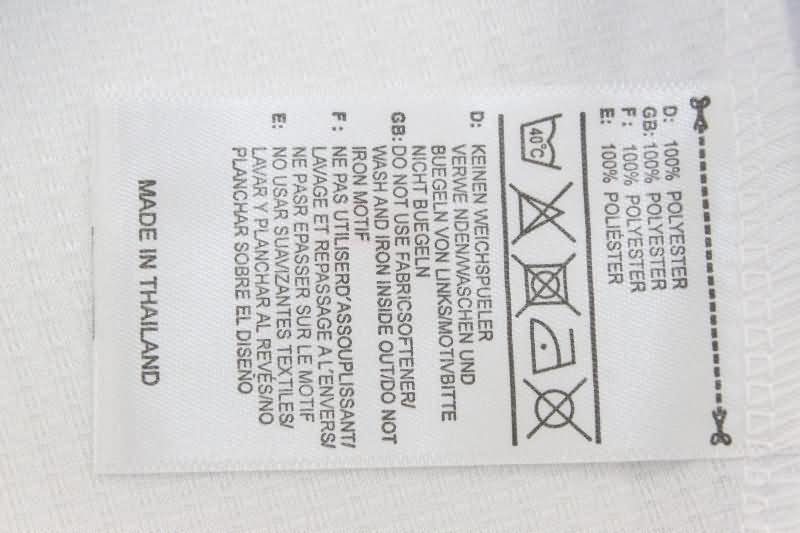 D: 100% POLYESTER
GB: 100% POLYESTER
F: 100% POLYESTER
E: 100% POLIÉSTER
40°C
D: KEINEN WEICHSPUELER
VERWE NDEN/WASCHEN UND
BUEGELN VON LINKS/MOTIVBITTE
NICHT BUEGELN
GB: DO NOT USE FABRICSOFTENER/
WASH AND IRON INSIDE OUT/DO NOT
IRON MOTIF
F: NE PAS UTILISERD'ASSOUPLISSANT/
LAVAGE ET REPASSAGE A L'ENVERS/
NE PASR EPASSER SUR LE MOTIF
E: NO USAR SUAVIZANTES TEXTILES/
LAVAR Y PLANCHAR AL REVÉS/NO
PLANCHAR SOBRE EL DISEÑO
MADE IN THAILAND